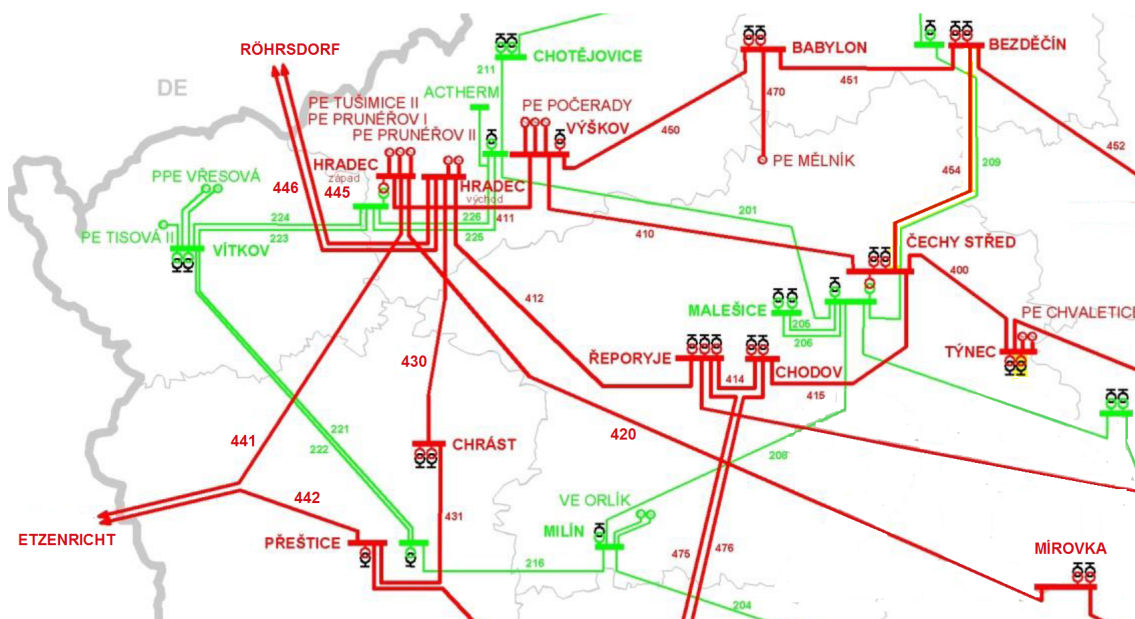 RÖHRSDORF
CHOTĚJOVICE
BABYLON
BEZDĚČÍN
DE
211
451
ACTHERM
470
PE TUŠIMICE II
PE PRUNÉŘOV I
PE PRUNÉŘOV II
PE POČERADY
VÝŠKOV
450
452
HRADEC
západ
446
445
HRADEC
východ
PE MĚLNÍK
454
209
PPE VŘESOVÁ
224
223
226
225
411
201
410
PE TISOVÁ II
VÍTKOV
ČECHY STŘED
400
412
MALEŠICE
205
206
PE CHVALETICE
TÝNEC
430
ŘEPORYJE
414
CHODOV
415
221
222
441
CHRÁST
420
208
442
431
VE ORLÍK
MILÍN
ETZENRICHT
PŘEŠTICE
216
475
476
MÍROVKA
204